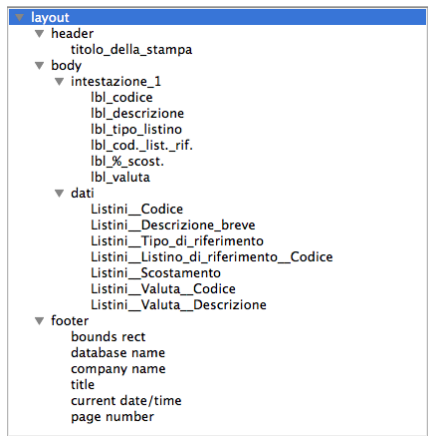 layout
header
titolo_della_stampa
body
intestazione_1
lbl_codice
lbl_descrizione
lbl_tipo_listino
lbl_cod._list._rif.
lbl_%_scost.
lbl_valuta
dati
Listini__Codice
Listini__Descrizione_breve
Listini__Tipo_di_riferimento
Listini__Listino_di_riferimento__Codice
Listini__Scostamento
Listini__Valuta__Codice
Listini__Valuta__Descrizione
footer
bounds rect
database name
company name
title
current date/time
page number